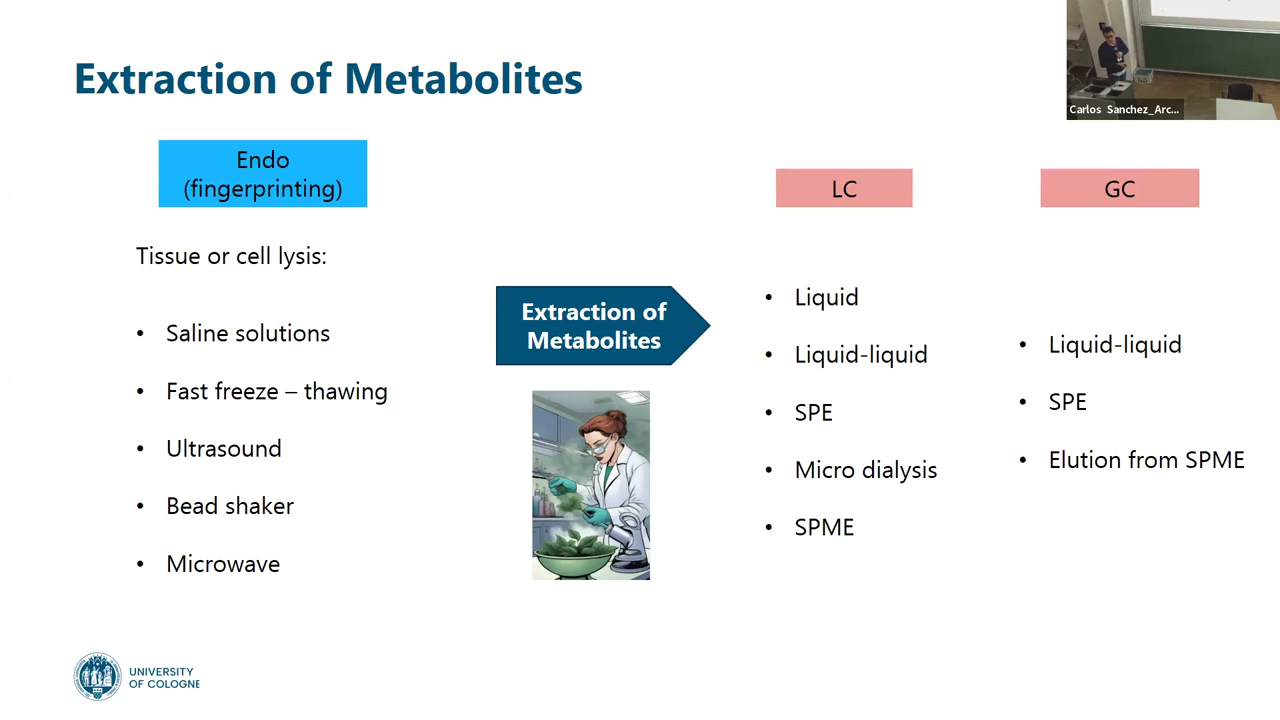 Extraction of Metabolites
Carlos Sanchez_Arc...
Endo
(fingerprinting)
Tissue or cell lysis:
• Saline solutions
• Fast freeze – thawing
• Ultrasound
• Bead shaker
• Microwave
Extraction of
Metabolites
LC
• Liquid
• Liquid-liquid
• SPE
• Micro dialysis
• SPME
GC
• Liquid-liquid
• SPE
• Elution from SPME
UNIVERSITY
OF COLOGNE